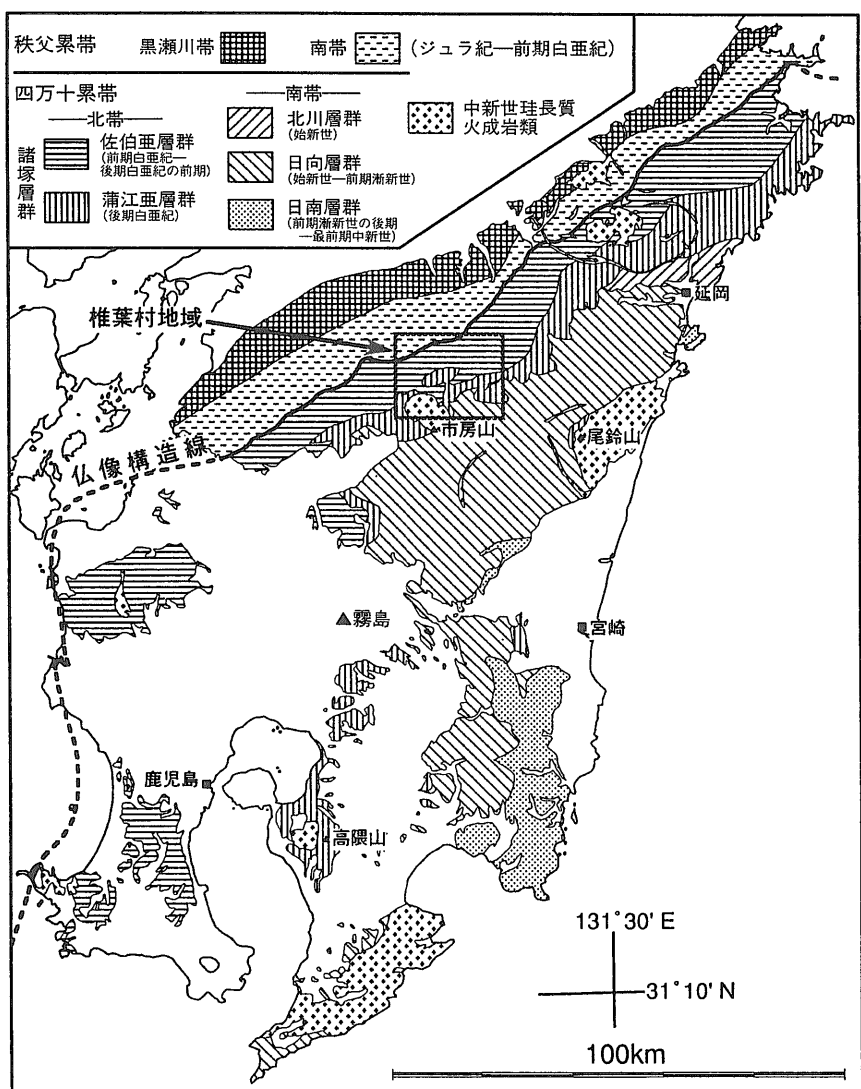 秩父累帯 黒瀬川帯 南帯 (ジュラ紀―前期白亜紀)
四万十累帯
―北帯―
諸塚層群
佐伯亜層群
(前期白亜紀―
後期白亜紀の前期)
蒲江亜層群
(後期白亜紀)
―南帯―
北川層群
(始新世)
日向層群
(始新世―前期漸新世)
日南層群
(前期漸新世の後期
―最前期中新世)
中新世珪長質
火成岩類
延岡
椎葉村地域
市房山
尾鈴山
仏像構造線
霧島
宮崎
鹿児島
高隈山
131°30' E
31°10' N
100km